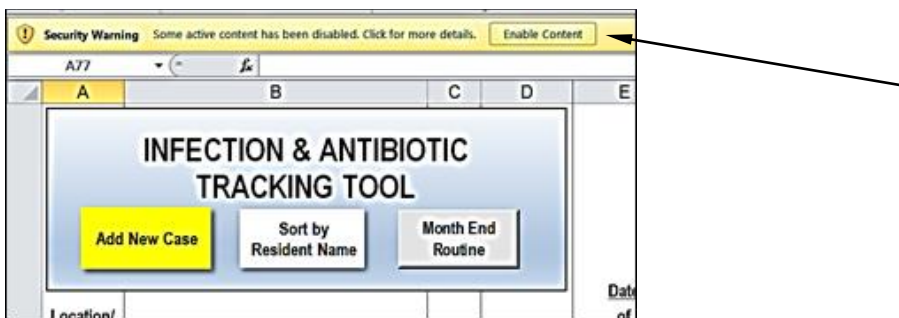 Security Warning Some active content has been disabled. Click for more details. Enable Content
A77 fx
A B C D E
INFECTION & ANTIBIOTIC
TRACKING TOOL
Add New Case
Sort by
Resident Name
Month End
Routine
Date
Location/
of